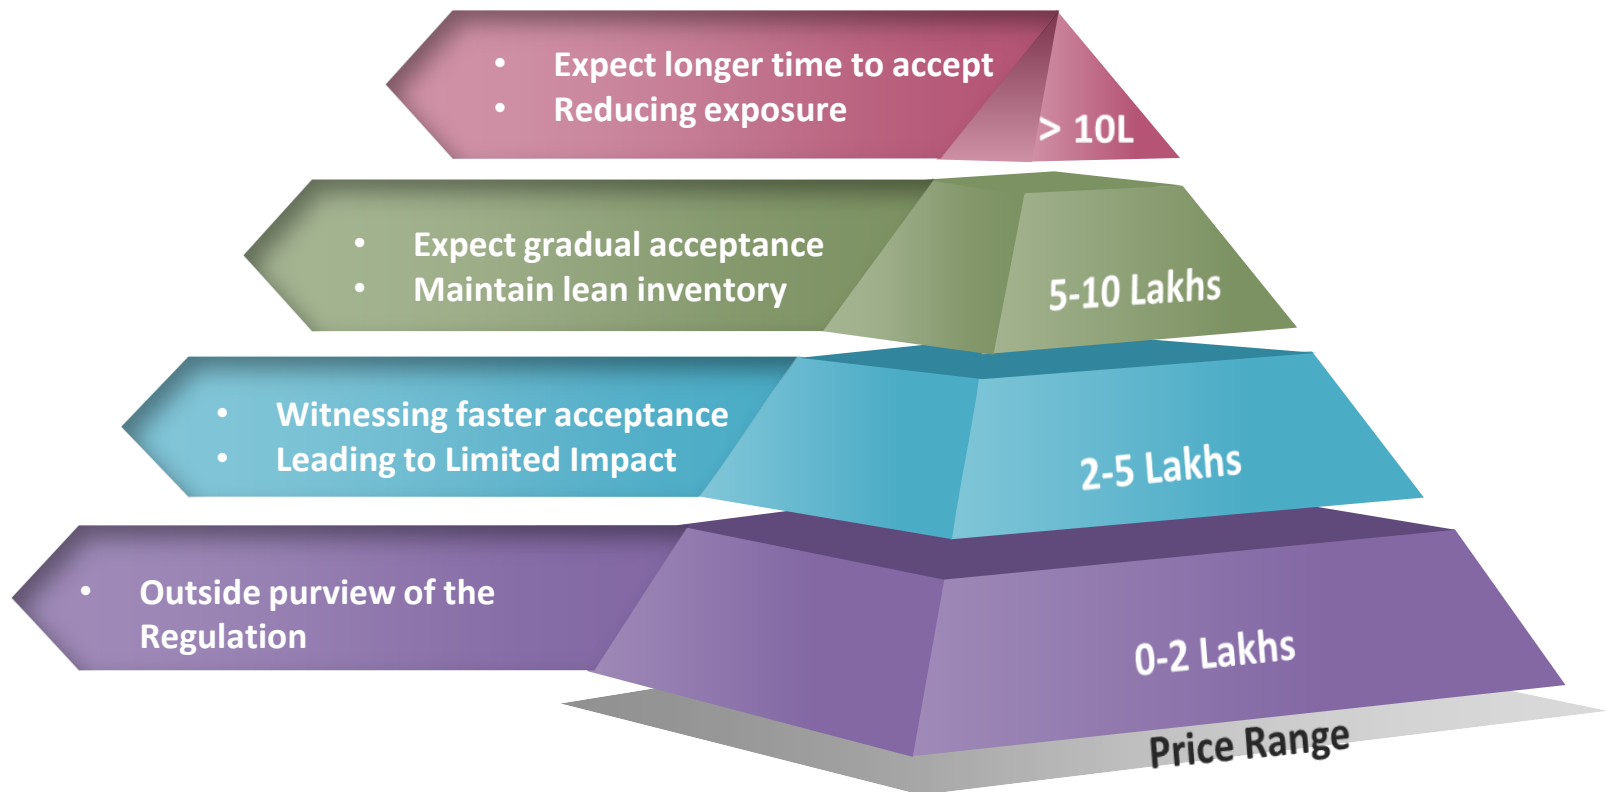 • Expect longer time to accept
• Reducing exposure
> 10L
• Expect gradual acceptance
• Maintain lean inventory
5-10 Lakhs
• Witnessing faster acceptance
• Leading to Limited Impact
2-5 Lakhs
• Outside purview of the
Regulation
0-2 Lakhs
Price Range